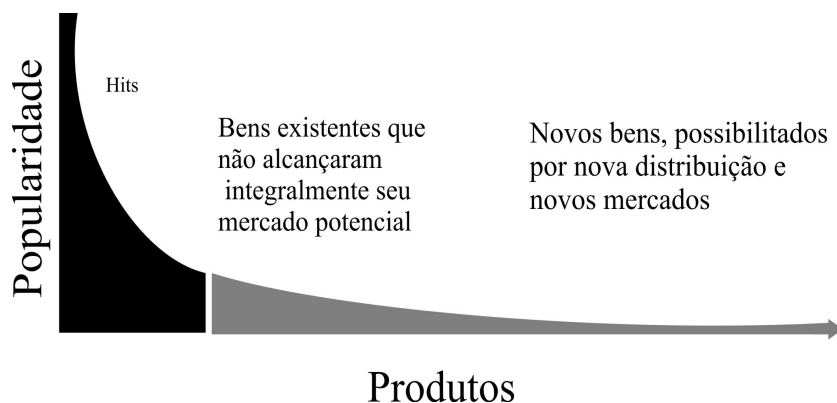 Popularidade
Hits
Bens existentes que
não alcançaram
integralmente seu
mercado potencial
Novos bens, possibilitados
por nova distribuição e
novos mercados
Produtos